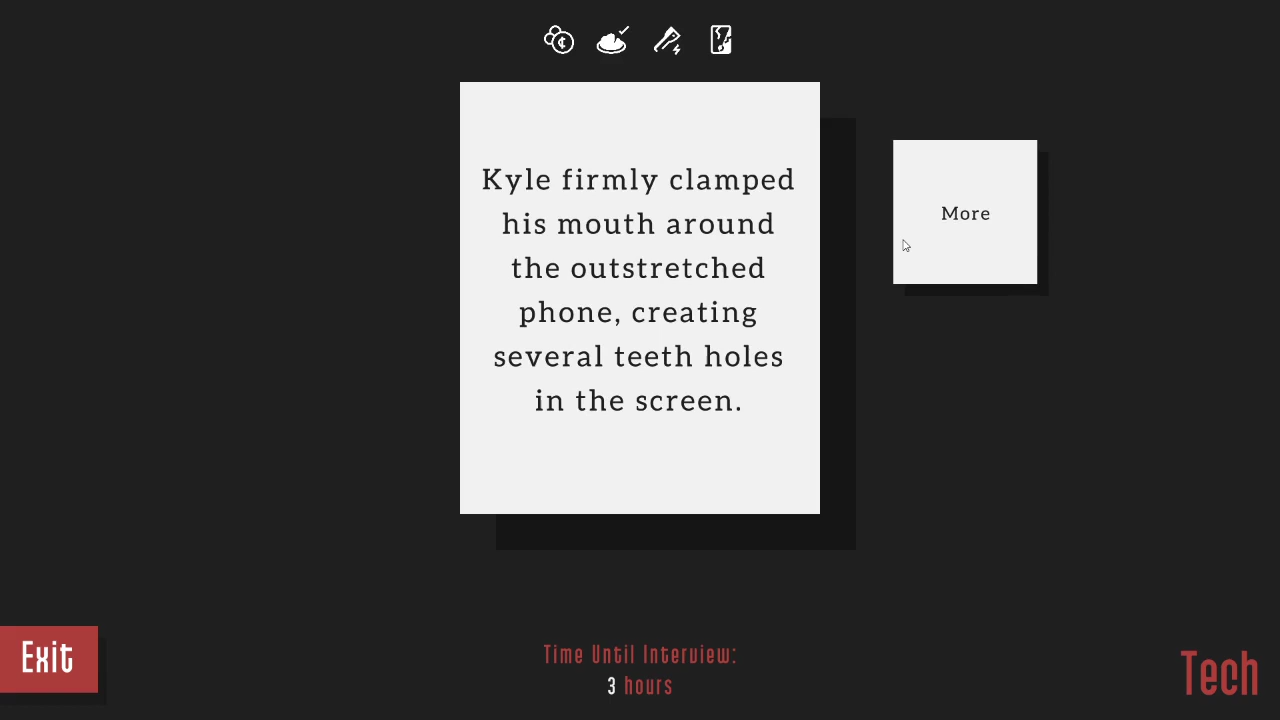 Kyle firmly clamped
his mouth around
the outstretched
phone, creating
several teeth holes
in the screen.
More
Exit
Time Until Interview:
3 hours
Tech